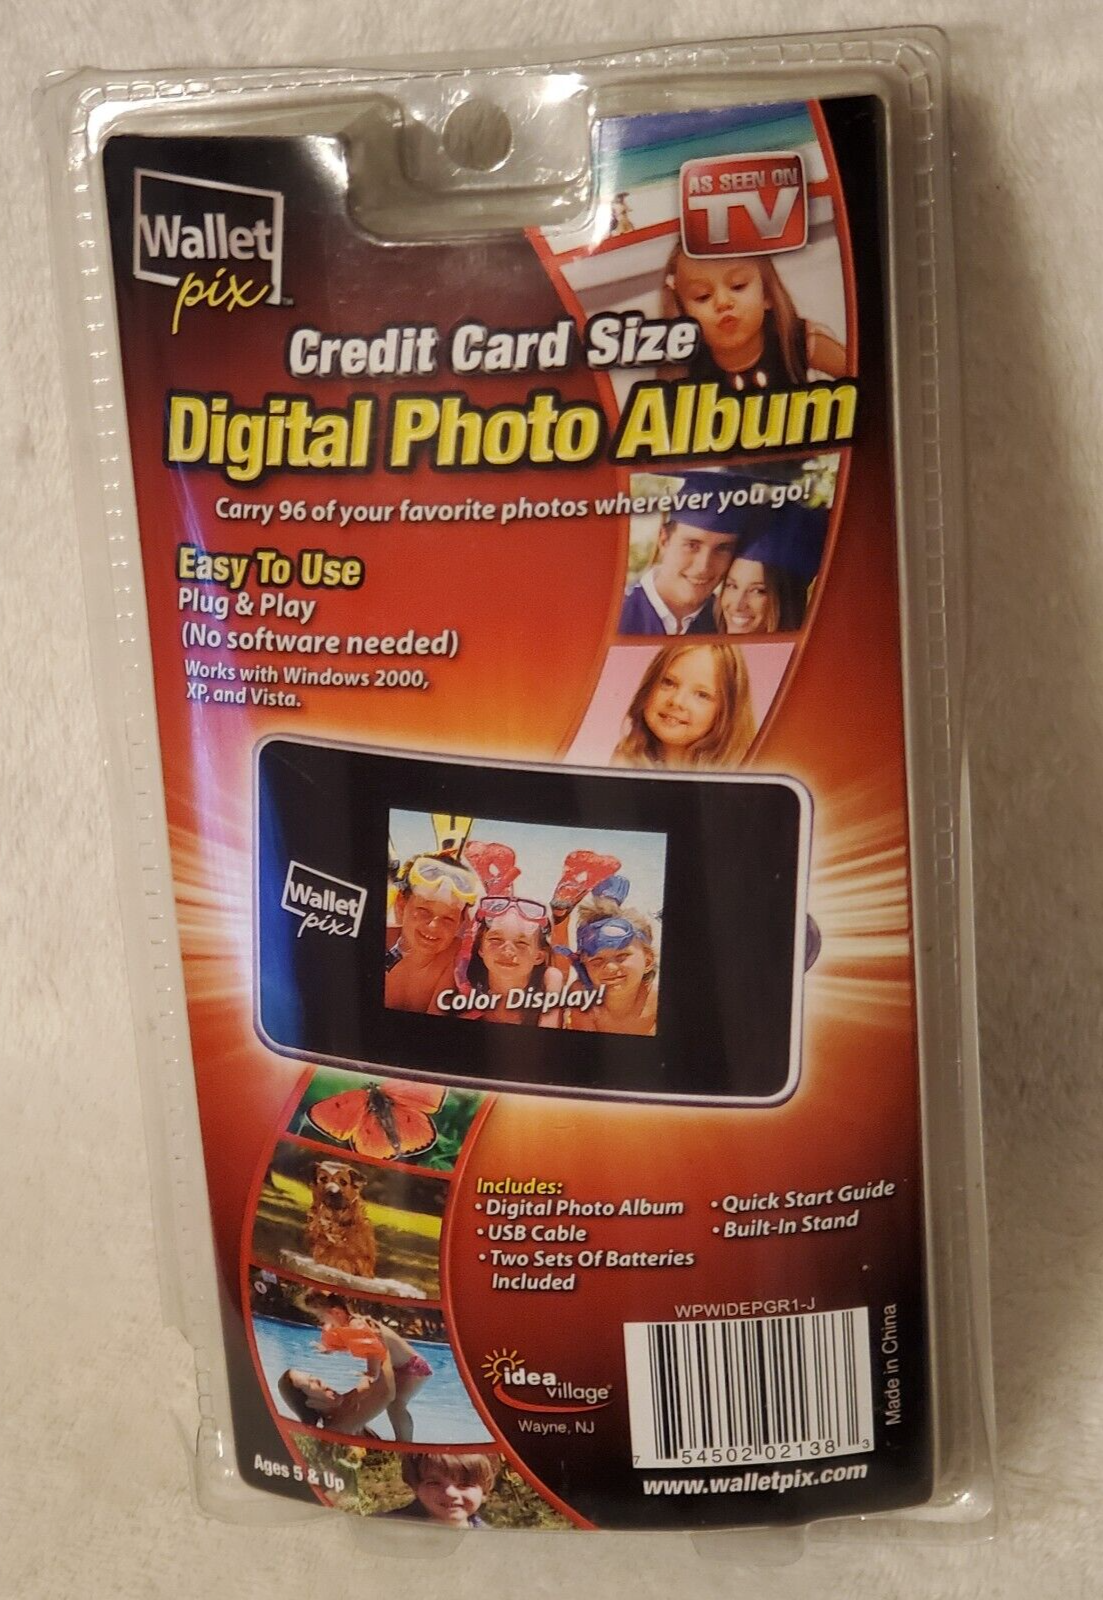 AS SEEN ON
TV
Wallet
pix™
Credit Card Size
Digital Photo Album
Carry 96 of your favorite photos wherever you go!
Easy To Use
Plug & Play
(No software needed)
Works with Windows 2000,
XP, and Vista.
Wallet
pix
Color Display!
Includes:
• Digital Photo Album
• USB Cable
• Two Sets Of Batteries
Included
• Quick Start Guide
• Built-In Stand
WPWIDEPGR1-J
7 54502 02138 3
Made in China
idea
village®
Wayne, NJ
www.walletpix.com
Ages 5 & Up